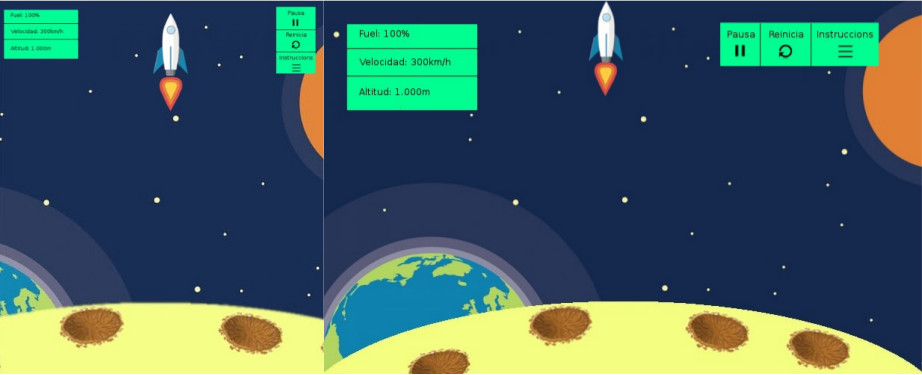 Fuel: 100%
Velocidad: 300km/h
Altitud: 1.000m
Pausa
Reinicia
Instruccions
Fuel: 100%
Velocidad: 300km/h
Altitud: 1.000m
Pausa Reinicia Instruccions